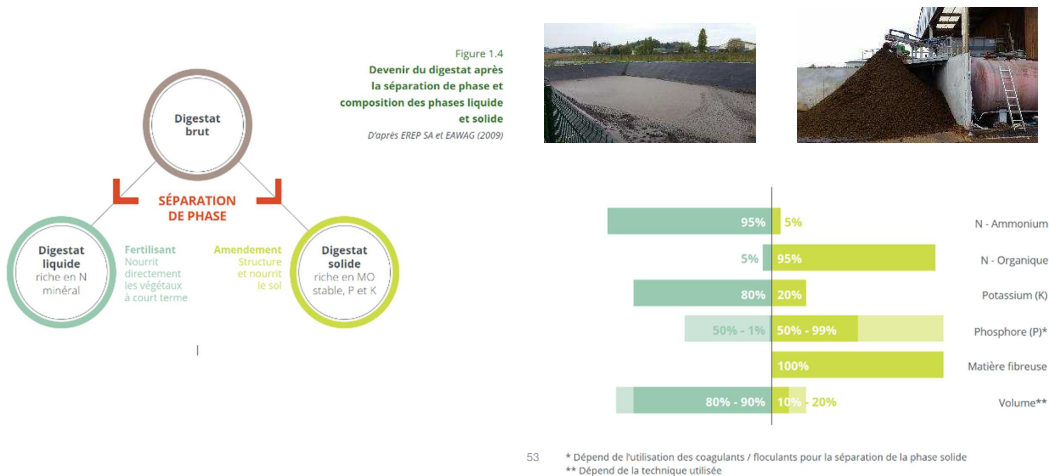 Figure 1.4
Devenir du digestat après
la séparation de phase et
composition des phases liquide
et solide
D'après EREP SA et EAWAG (2009)
Digestat
brut
SÉPARATION
DE PHASE
Digestat
liquide
riche en N
minéral
Fertilisant
Nourrit
directement
les végétaux
à court terme
Amendement
Structure
et nourrit
le sol
Digestat
solide
riche en MO
stable, P et K
95% 5% N - Ammonium
5% 95% N - Organique
80% 20% Potassium (K)
50% - 1% 50% - 99% Phosphore (P)*
100% Matière fibreuse
80% - 90% 10% - 20% Volume**
53
* Dépend de l'utilisation des coagulants / floculants pour la séparation de la phase solide
** Dépend de la technique utilisée